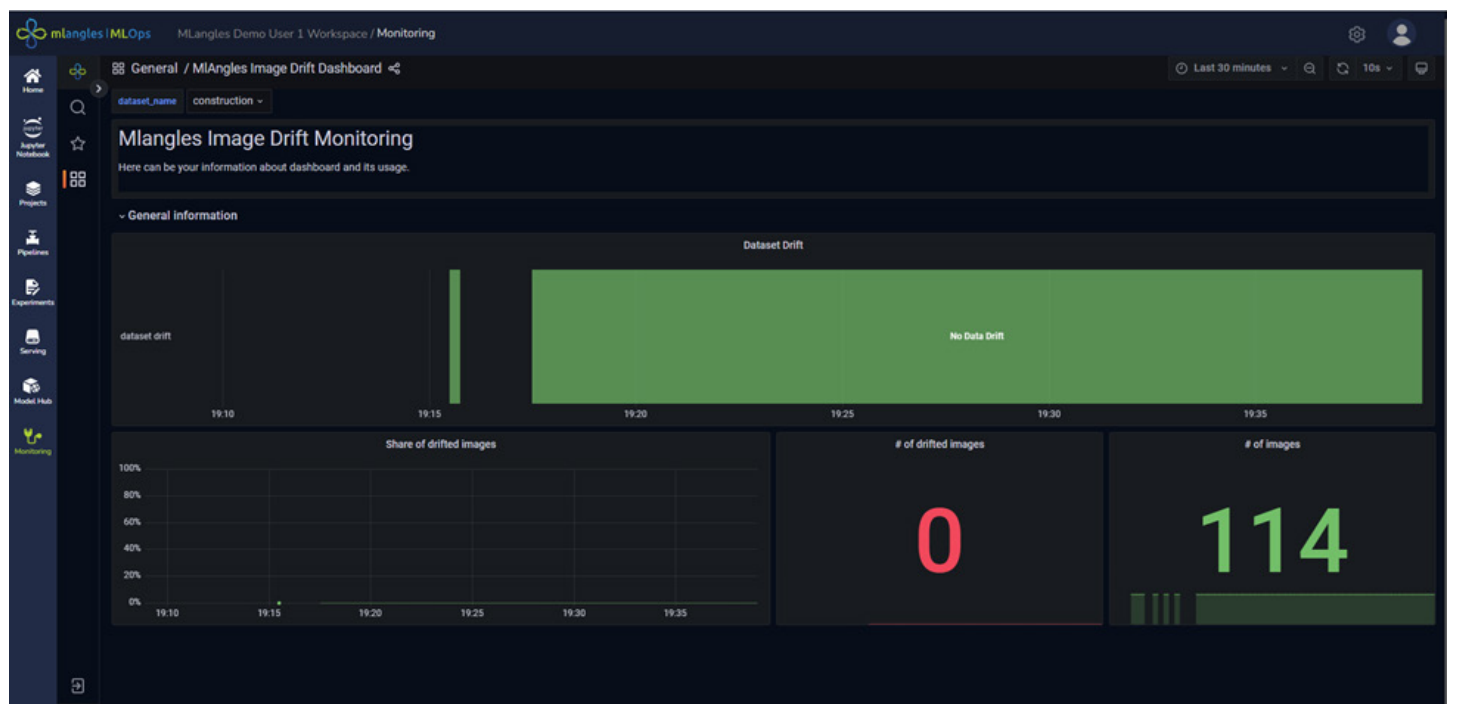 mlangles | MLOps MLangles Demo User 1 Workspace / Monitoring
Home
Jupyter
Notebook
Projects
Pipelines
Experiments
Serving
Model Hub
Monitoring
General / MlAngles Image Drift Dashboard
Last 30 minutes 10s
dataset_name construction
Mlangles Image Drift Monitoring
Here can be your information about dashboard and its usage.
General information
Dataset Drift
dataset drift
No Data Drift
19:10 19:15 19:20 19:25 19:30 19:35
Share of drifted images
100%
80%
60%
40%
20%
0%
19:10 19:15 19:20 19:25 19:30 19:35
# of drifted images
0
# of images
114